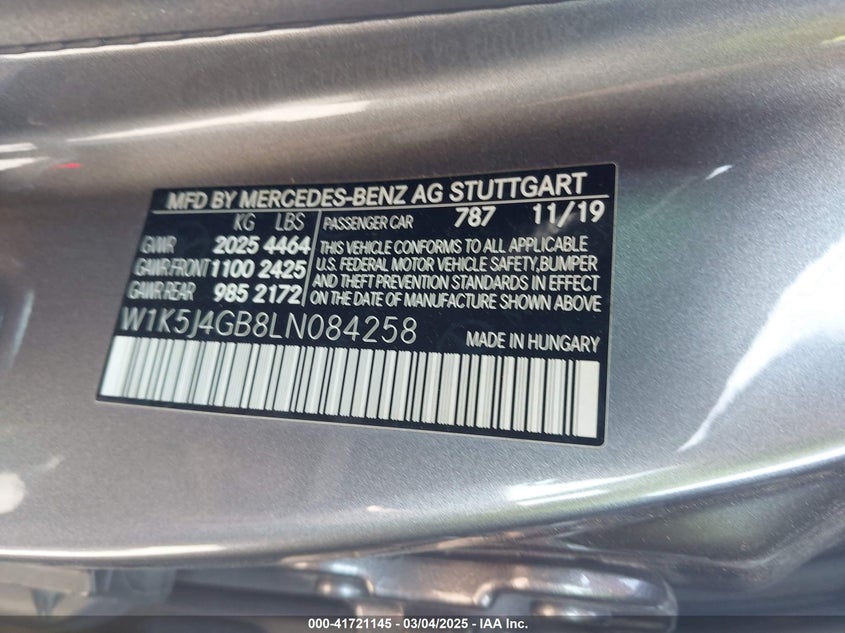 MFD BY MERCEDES-BENZ AG STUTTGART
KG LBS PASSENGER CAR 787 11/19
GVWR 2025 4464
GAWR FRONT 1100 2425
GAWR REAR 985 2172
THIS VEHICLE CONFORMS TO ALL APPLICABLE
U.S. FEDERAL MOTOR VEHICLE SAFETY,BUMPER
AND THEFT PREVENTION STANDARDS IN EFFECT
ON THE DATE OF MANUFACTURE SHOWN ABOVE
W1K5J4GB8LN084258 MADE IN HUNGARY
000-41721145 - 03/04/2025 - IAA Inc.